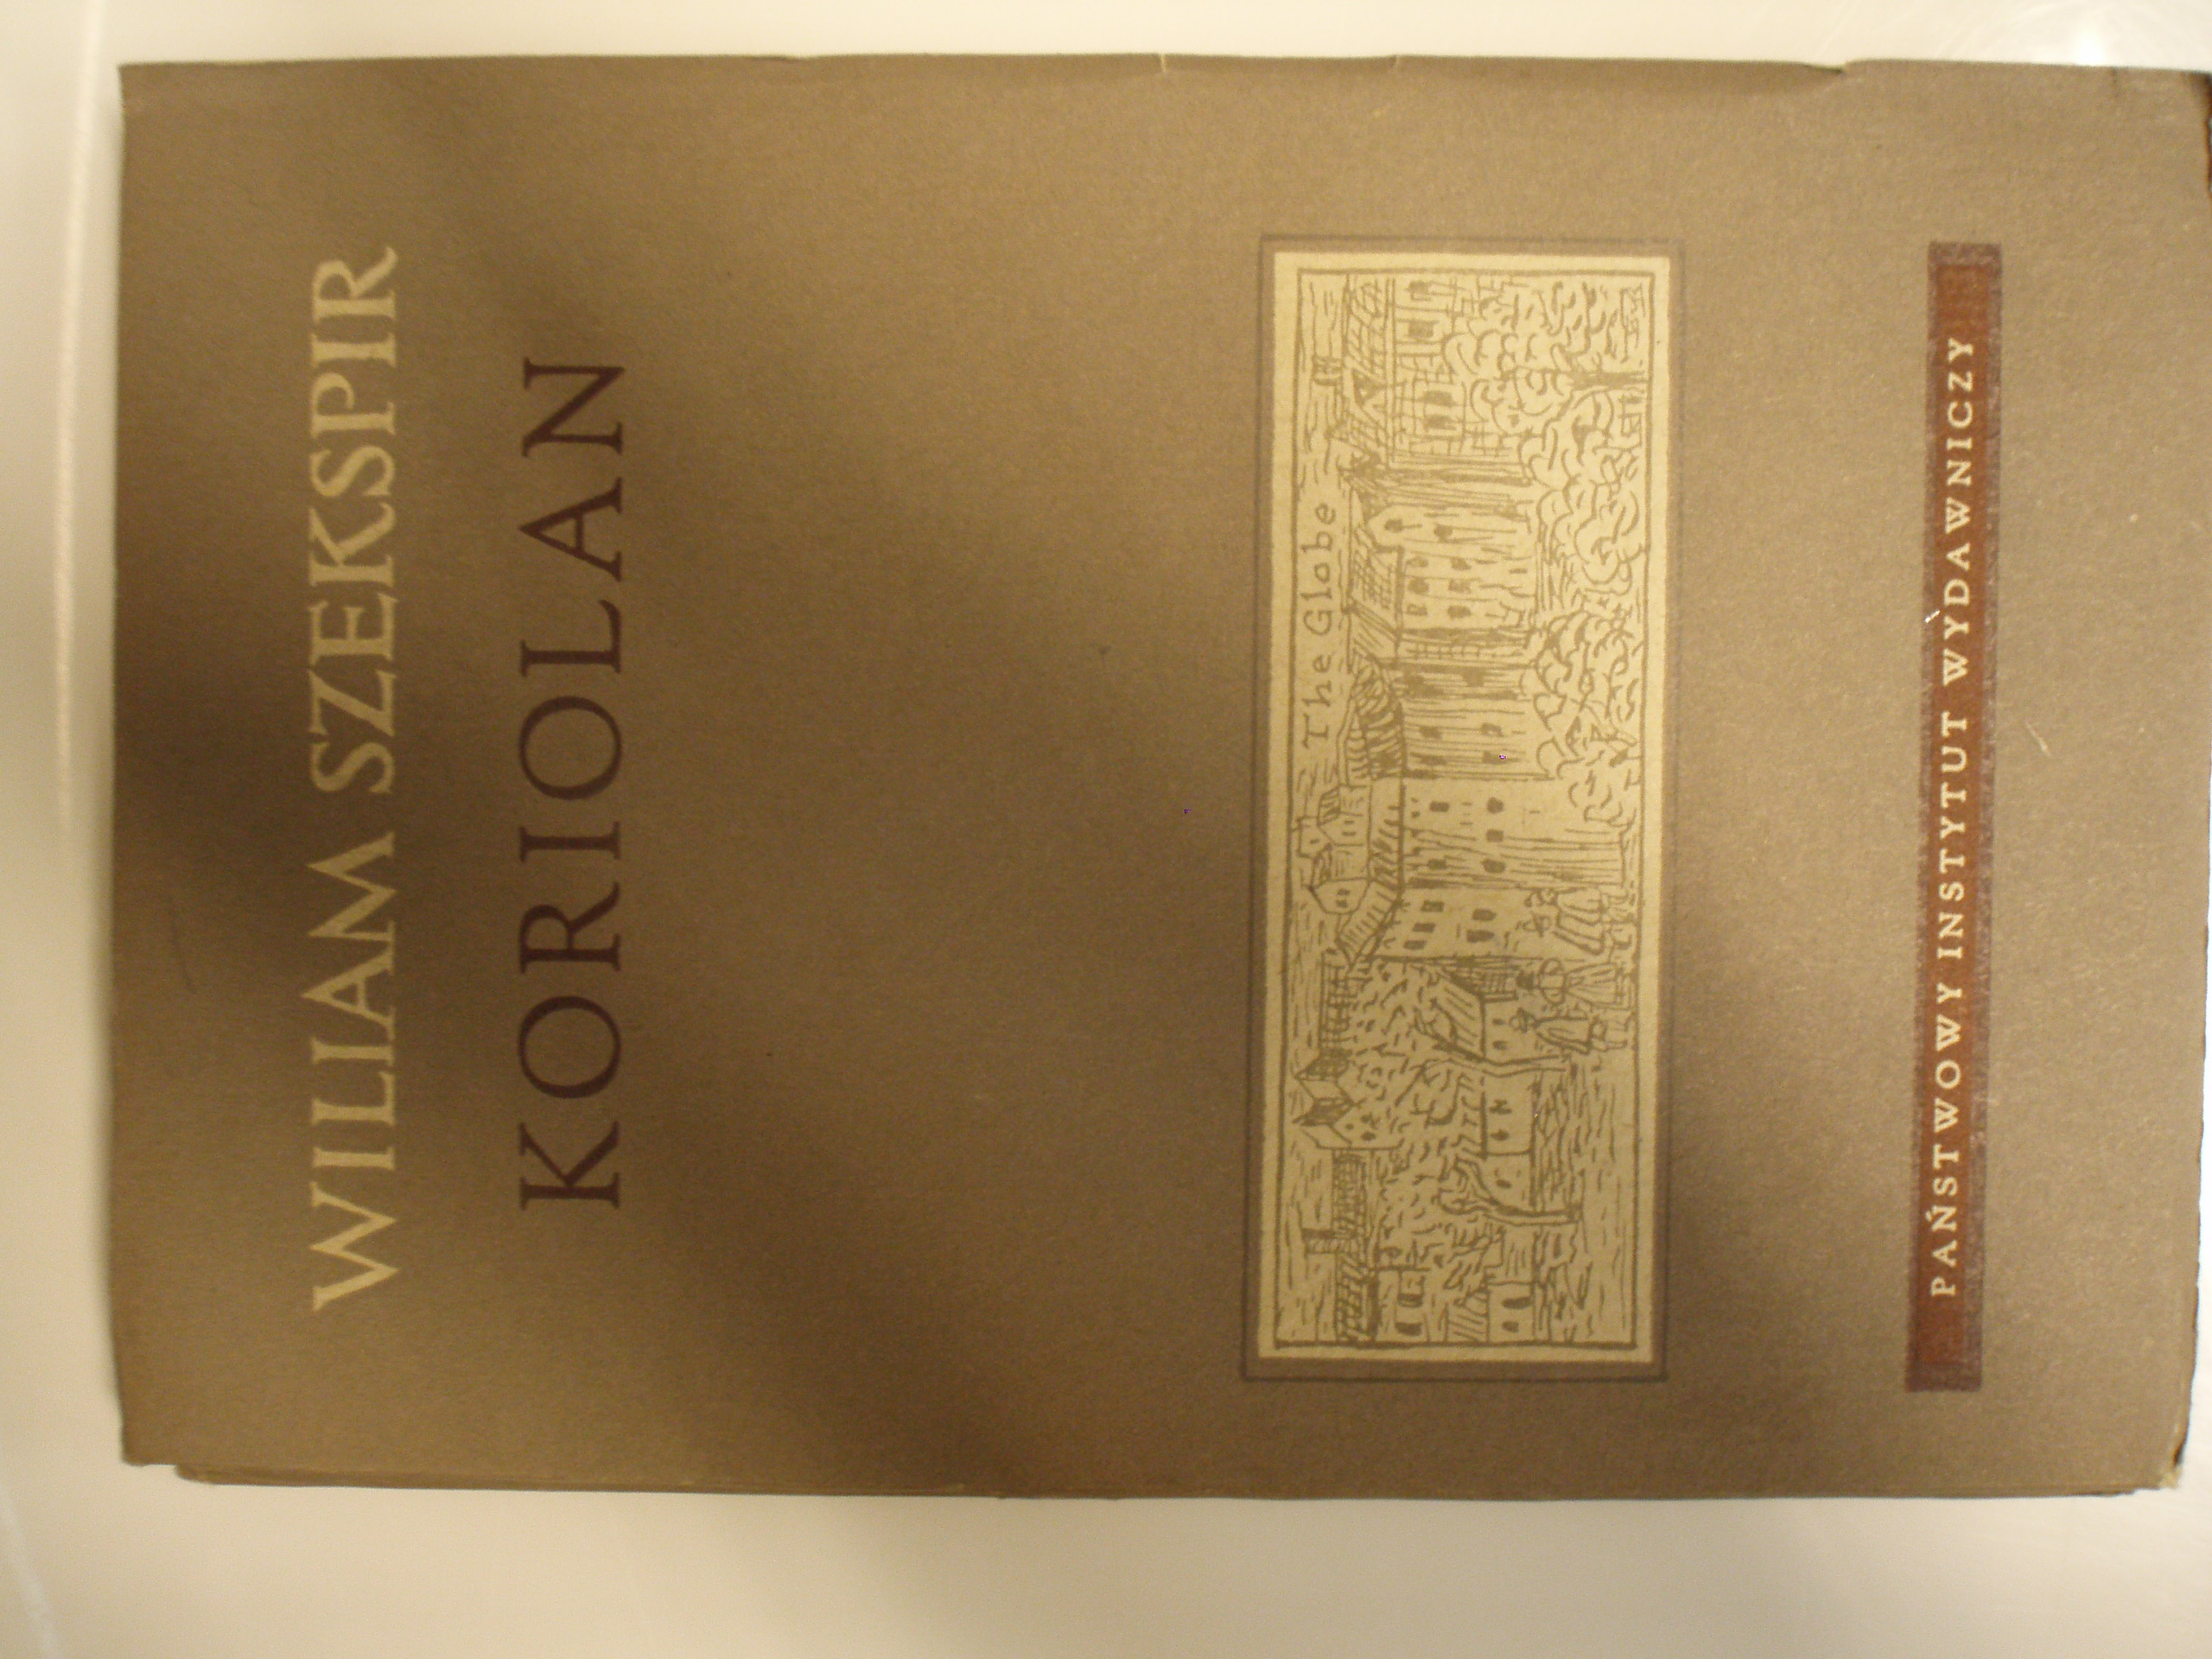 WILIAM SZEKSPIR
KORIOLAN
The Globe
PAŃSTWOWY INSTYTUT WYDAWNICZY